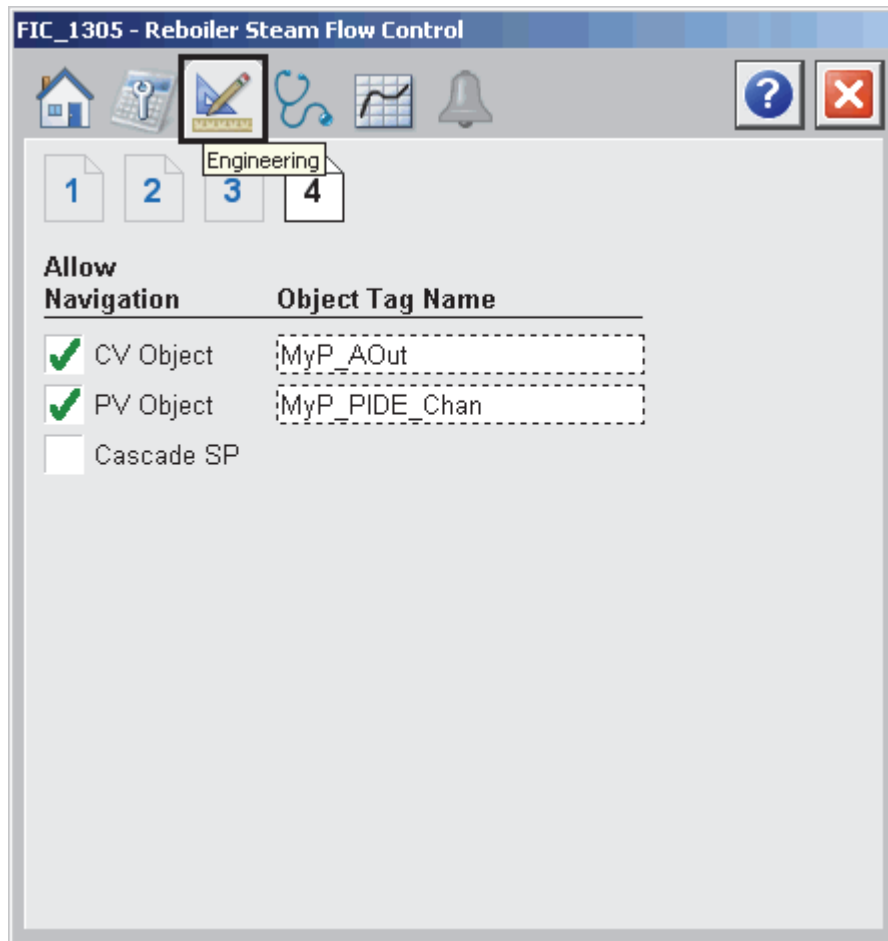 FIC_1305 - Reboiler Steam Flow Control
?
Engineering
1 2 3 4
Allow
Navigation Object Tag Name
CV Object MyP_AOut
PV Object MyP_PIDE_Chan
Cascade SP